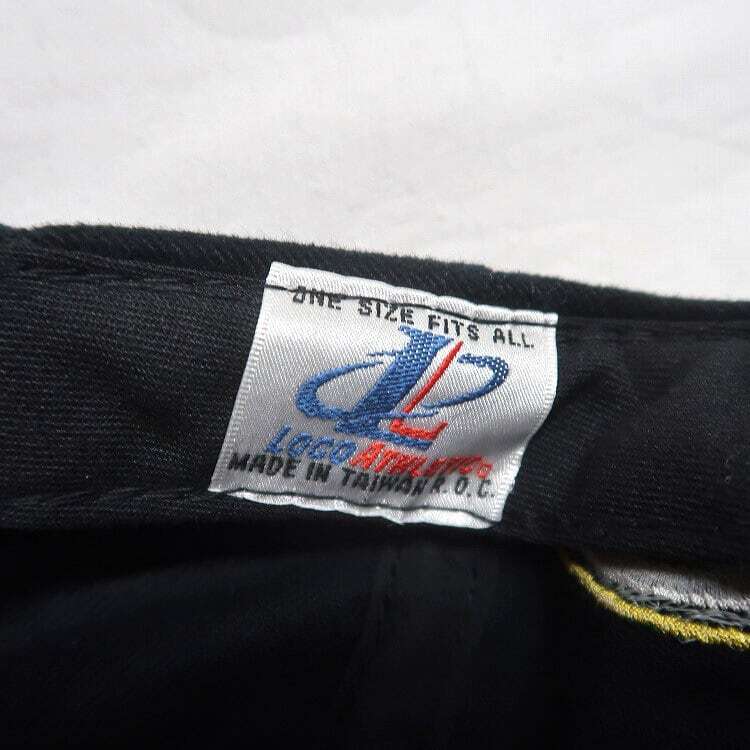 ONE SIZE FITS ALL
LOGO ATHLETIC
MADE IN TAIWAN R.O.C.